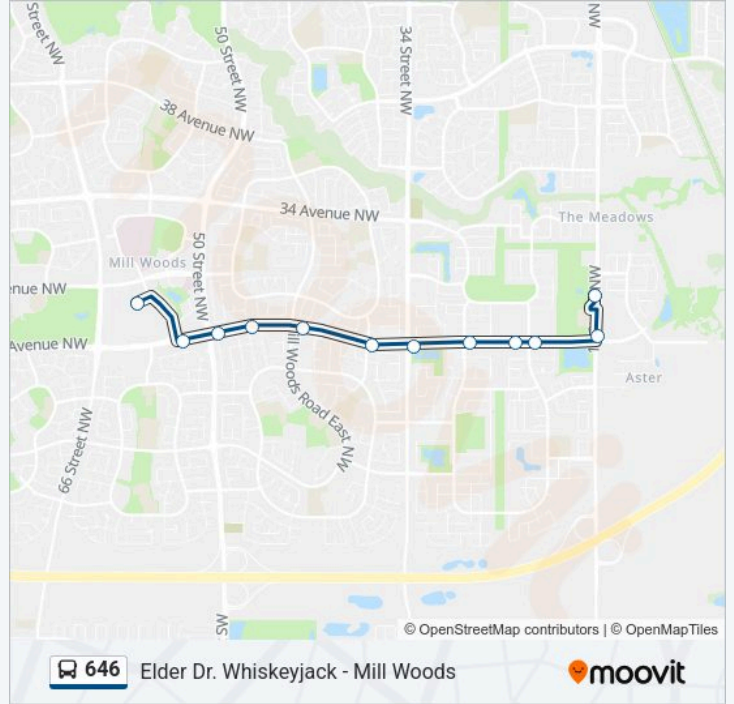 Street NW
50 Street NW
34 Street NW
NW
38 Avenue NW
34 Avenue NW
The Meadows
Mill Woods
50 Street NW
NW
enue NW
Avenue NW
ill Woods Road East NW
Aster
66 Street NW
© OpenStreetMap contributors | © OpenMapTiles
646 Elder Dr. Whiskeyjack - Mill Woods
moovit